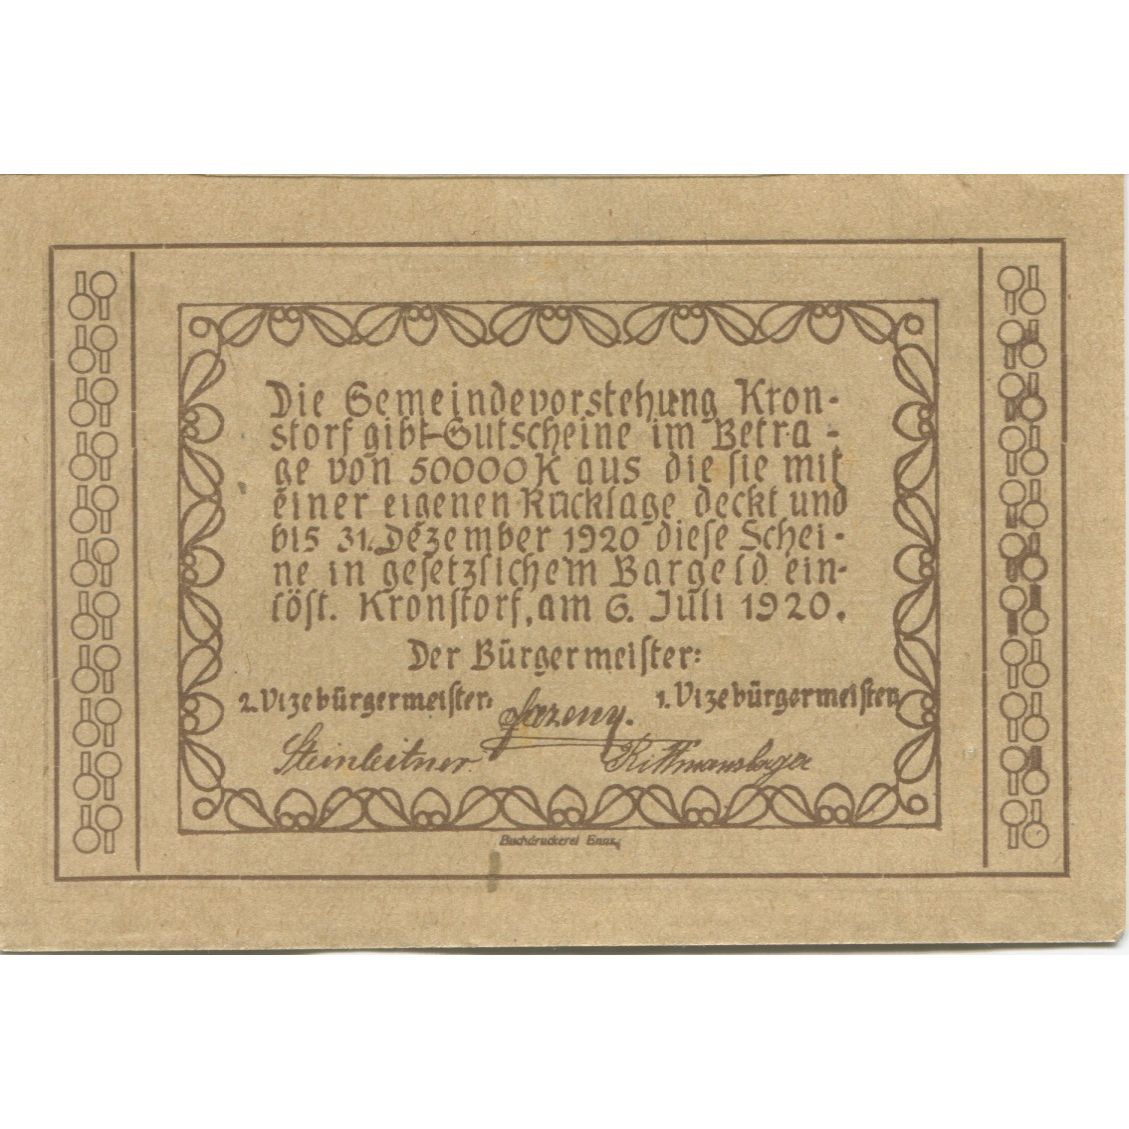 Die Gemeindevorstehung Kron-
storf gibt Gutscheine im Betra-
ge von 50000 K aus die sie mit
einer eigenen Rücklage deckt und
bis 31. Dezember 1920 diese Schei-
ne in gesetzlichem Bargeld ein-
löst. Kronstorf, am 6. Juli 1920.
Der Bürgermeister:
2. Vizebürgermeister: 1. Vizebürgermeister:
Steinleitner
Buchdruckerei Enns